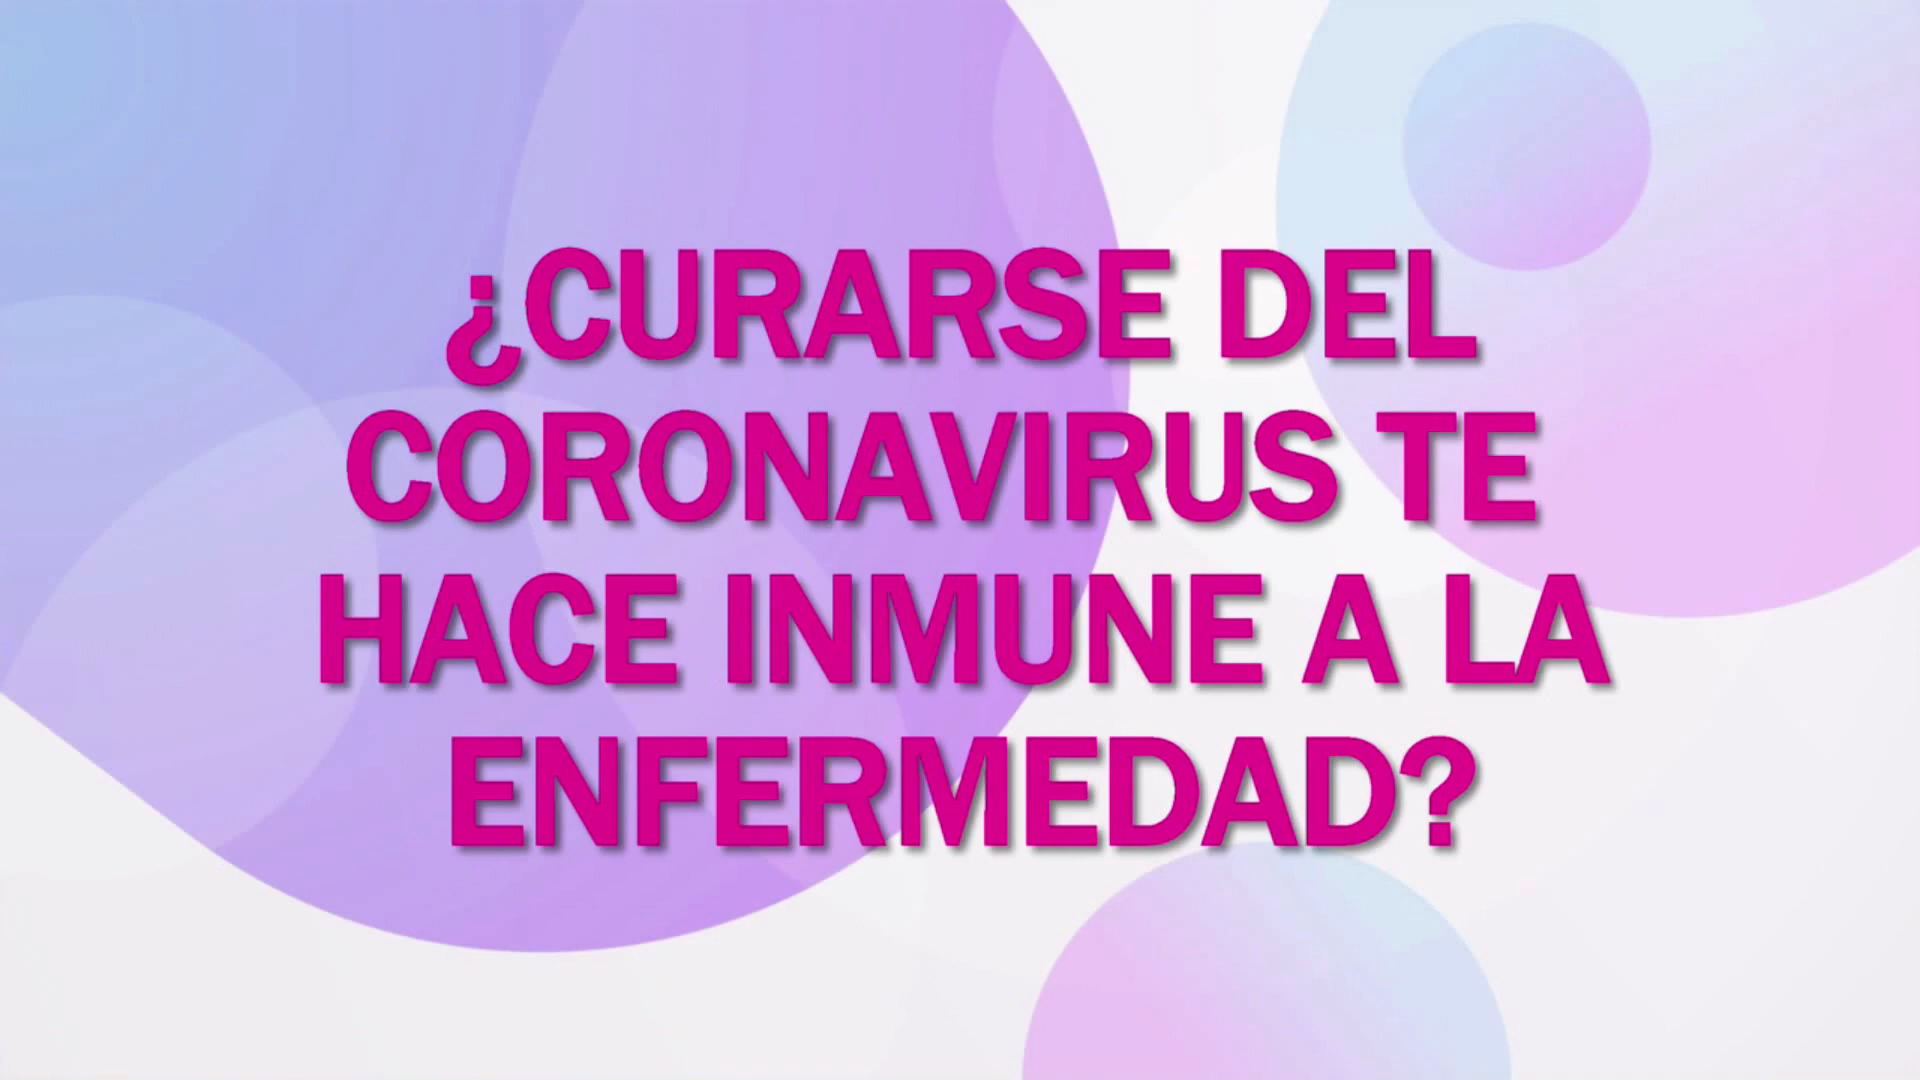 ¿CURARSE DEL
CORONAVIRUS TE
HACE INMUNE A LA
ENFERMEDAD?